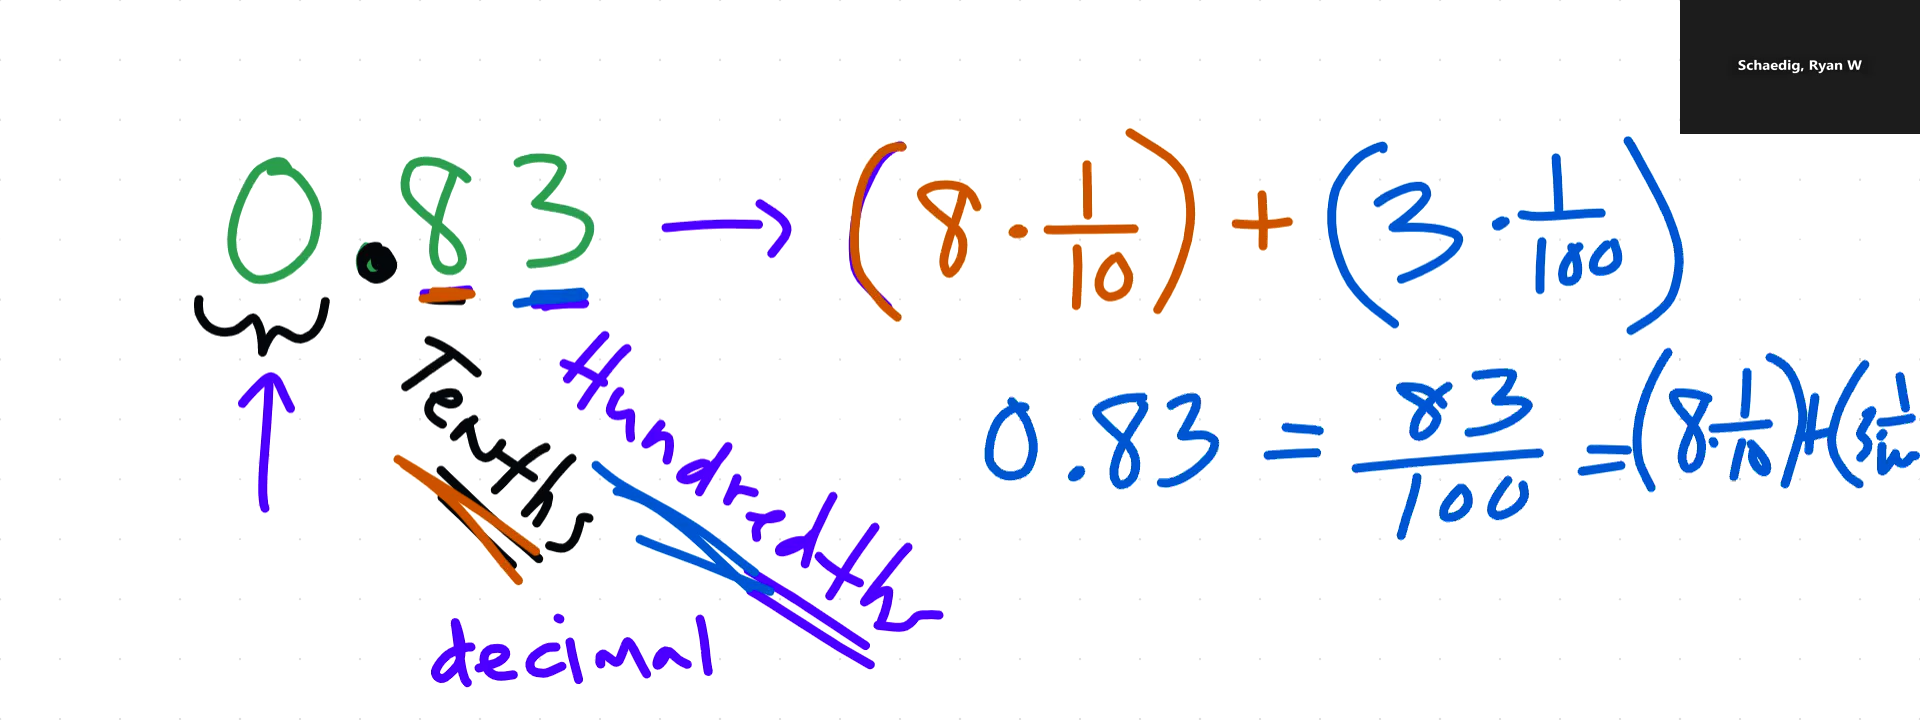 Schaedig, Ryan W
0.83 → (8 · 1/10) + (3 · 1/100)
Tenths
Hundredths
0.83 = 83/100 = (8 · 1/10) + (3 · 1/100
decimal